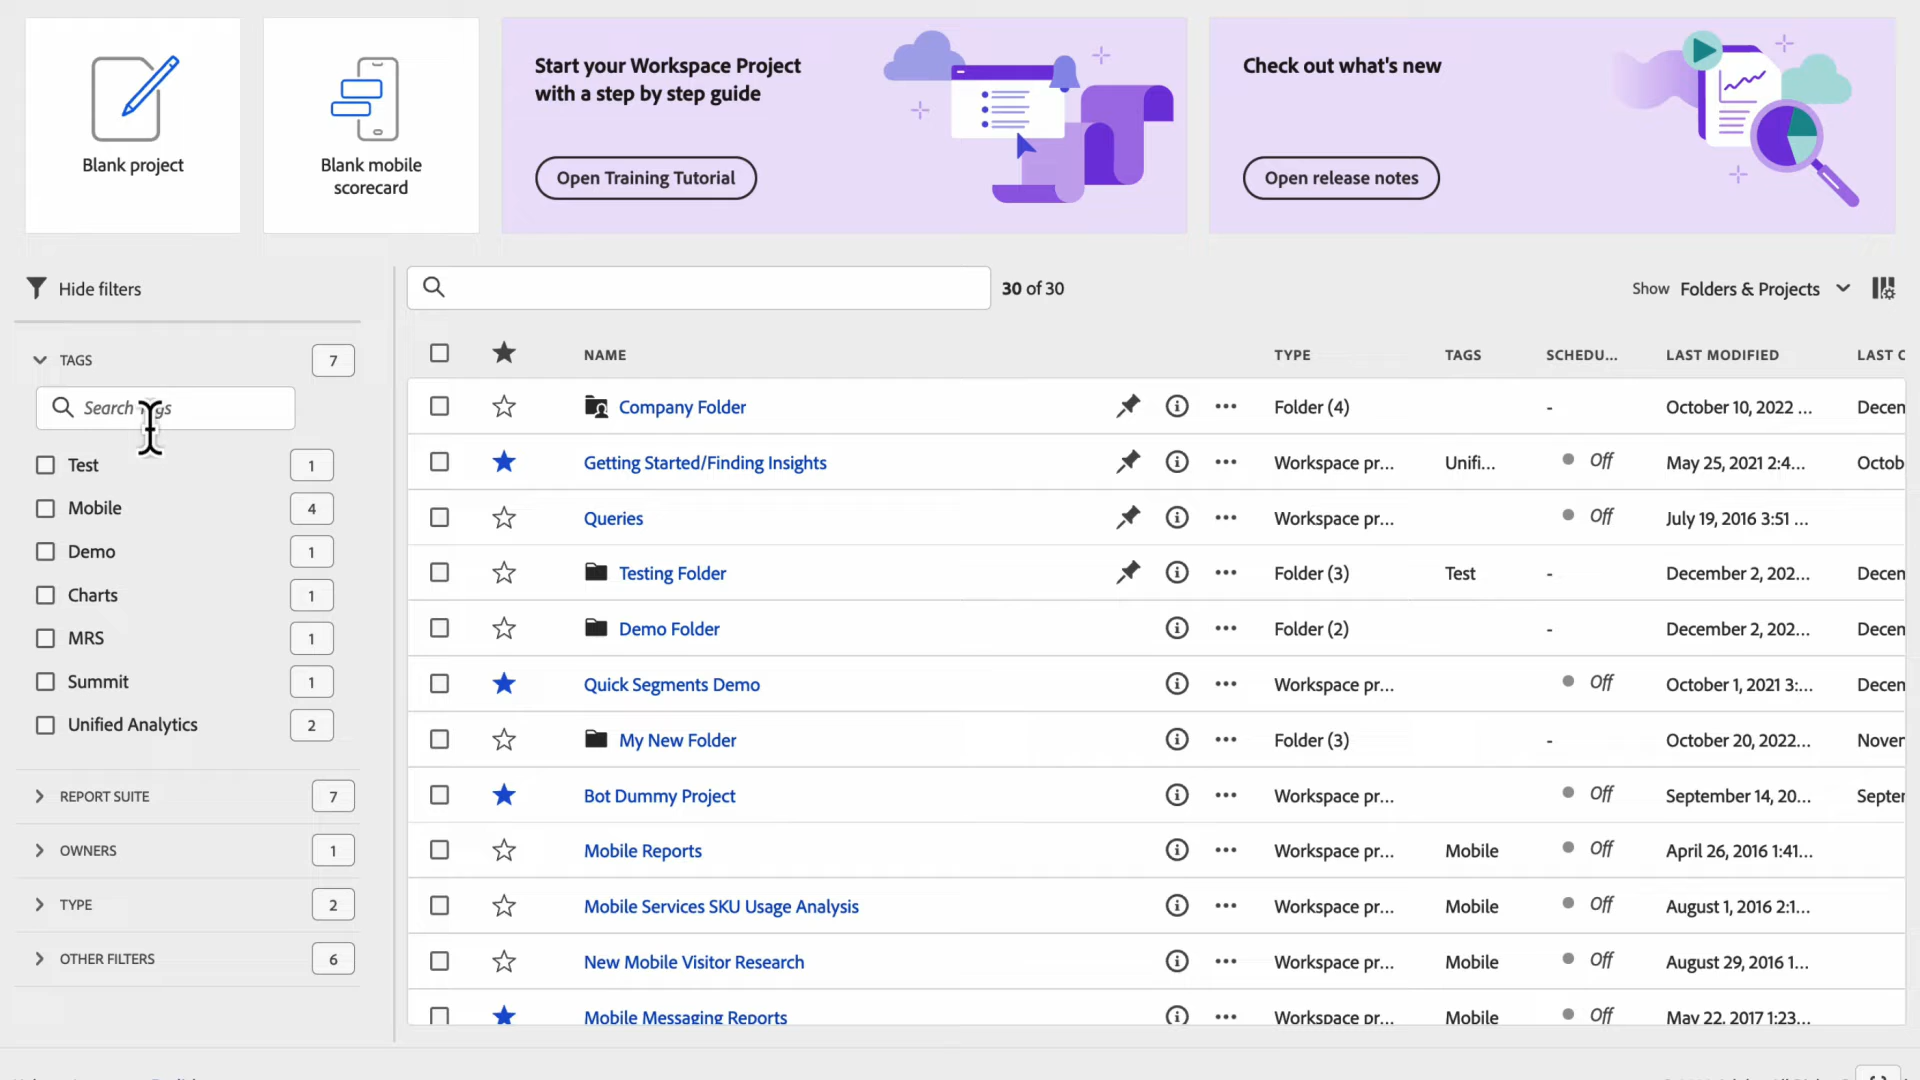 Blank project
Blank mobile
scorecard
Start your Workspace Project
with a step by step guide
Open Training Tutorial
Check out what's new
Open release notes
Hide filters
30 of 30
Show Folders & Projects
TAGS 7
Search
Test 1
Mobile 4
Demo 1
Charts 1
MRS 1
Summit 1
Unified Analytics 2
REPORT SUITE 7
OWNERS 1
TYPE 2
OTHER FILTERS 6
NAME TYPE TAGS SCHEDU... LAST MODIFIED LAST
Company Folder Folder (4) - October 10, 2022 ... Decen
Getting Started/Finding Insights Workspace pr... Unifi... Off May 25, 2021 2:4... Octob
Queries Workspace pr... Off July 19, 2016 3:51 ...
Testing Folder Folder (3) Test - December 2, 202... Decen
Demo Folder Folder (2) - December 2, 202... Decen
Quick Segments Demo Workspace pr... Off October 1, 2021 3:... Decen
My New Folder Folder (3) - October 20, 2022... Nover
Bot Dummy Project Workspace pr... Off September 14, 20... Septer
Mobile Reports Workspace pr... Mobile Off April 26, 2016 1:41...
Mobile Services SKU Usage Analysis Workspace pr... Mobile Off August 1, 2016 2:1...
New Mobile Visitor Research Workspace pr... Mobile Off August 29, 2016 1...
Mobile Messaging Reports Workspace pr... Mobile Off May 22, 2017 1:23...